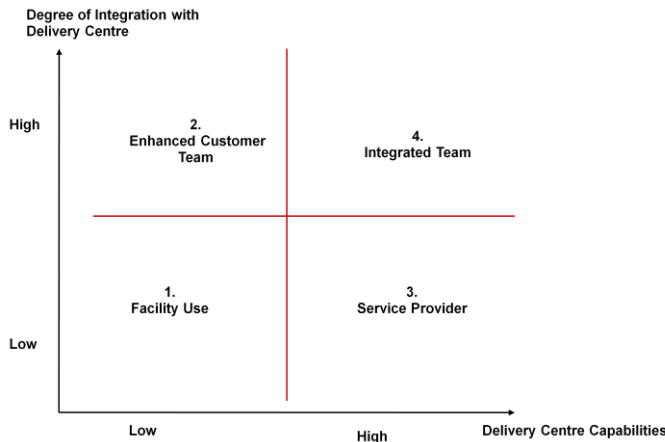 Degree of Integration with
Delivery Centre
High
2.
Enhanced Customer
Team
4.
Integrated Team
1.
Facility Use
3.
Service Provider
Low
Low
High
Delivery Centre Capabilities